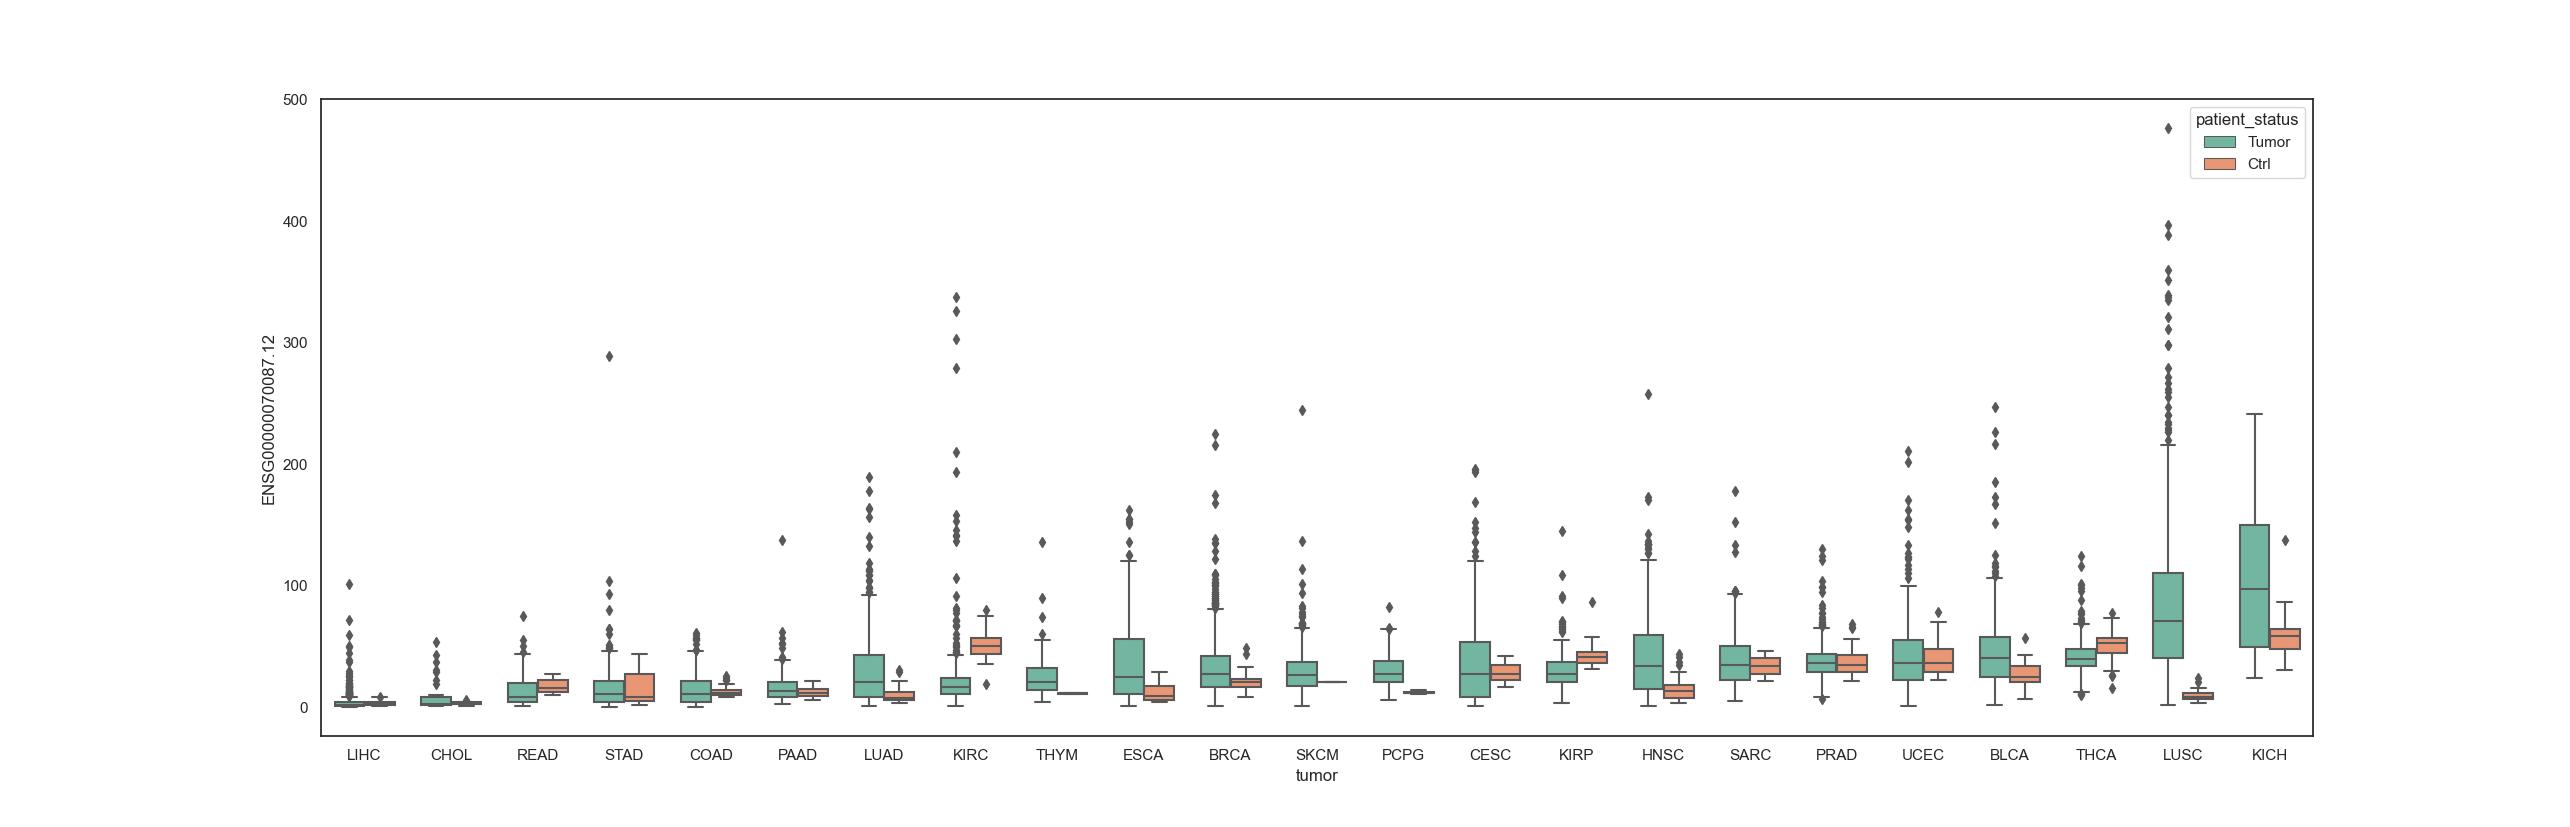 500
patient_status
Tumor
Ctrl
400
300
200
100
0
ENSG00000070087.12
LIHC CHOL READ STAD COAD PAAD LUAD KIRC THYM ESCA BRCA SKCM PCPG CESC KIRP HNSC SARC PRAD UCEC BLCA THCA LUSC KICH
tumor